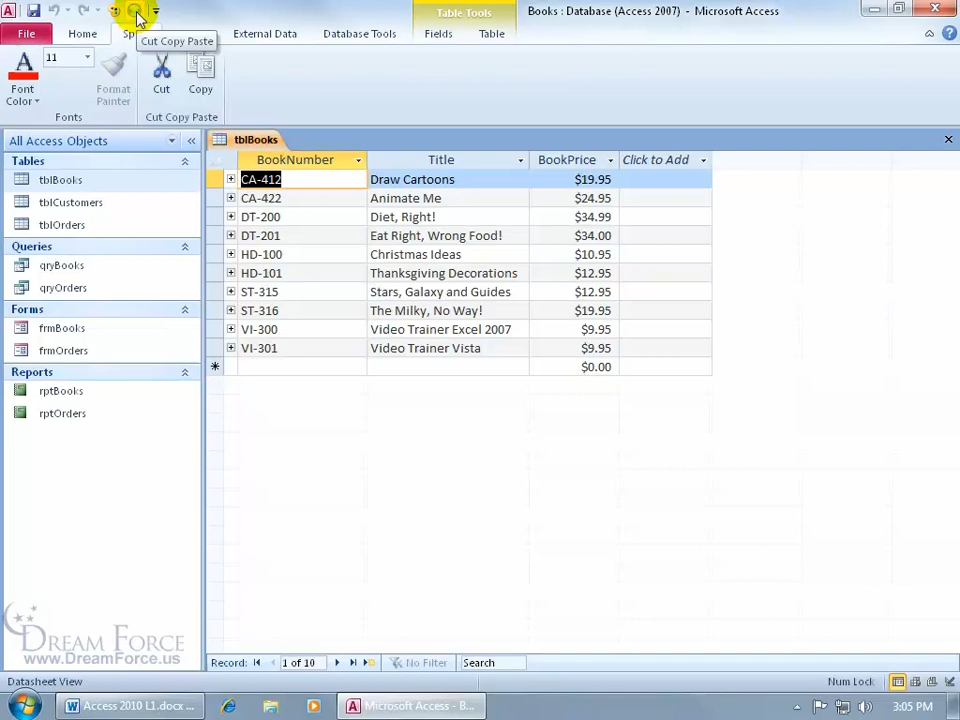 Table Tools
Books : Database (Access 2007) - Microsoft Access
File Home Sp External Data Database Tools Fields Table
Cut Copy Paste
11
Font Color Format Painter Cut Copy
Fonts Cut Copy Paste
All Access Objects
Tables
tblBooks
tblCustomers
tblOrders
Queries
qryBooks
qryOrders
Forms
frmBooks
frmOrders
Reports
rptBooks
rptOrders
tblBooks
BookNumber Title BookPrice Click to Add
CA-412 Draw Cartoons $19.95
CA-422 Animate Me $24.95
DT-200 Diet, Right! $34.99
DT-201 Eat Right, Wrong Food! $34.00
HD-100 Christmas Ideas $10.95
HD-101 Thanksgiving Decorations $12.95
ST-315 Stars, Galaxy and Guides $12.95
ST-316 The Milky, No Way! $19.95
VI-300 Video Trainer Excel 2007 $9.95
VI-301 Video Trainer Vista $9.95
$0.00
DREAM FORCE
www.DreamForce.us
Record: 1 of 10 No Filter Search
Datasheet View Num Lock
Access 2010 L1.docx ... Microsoft Access - B... 3:05 PM